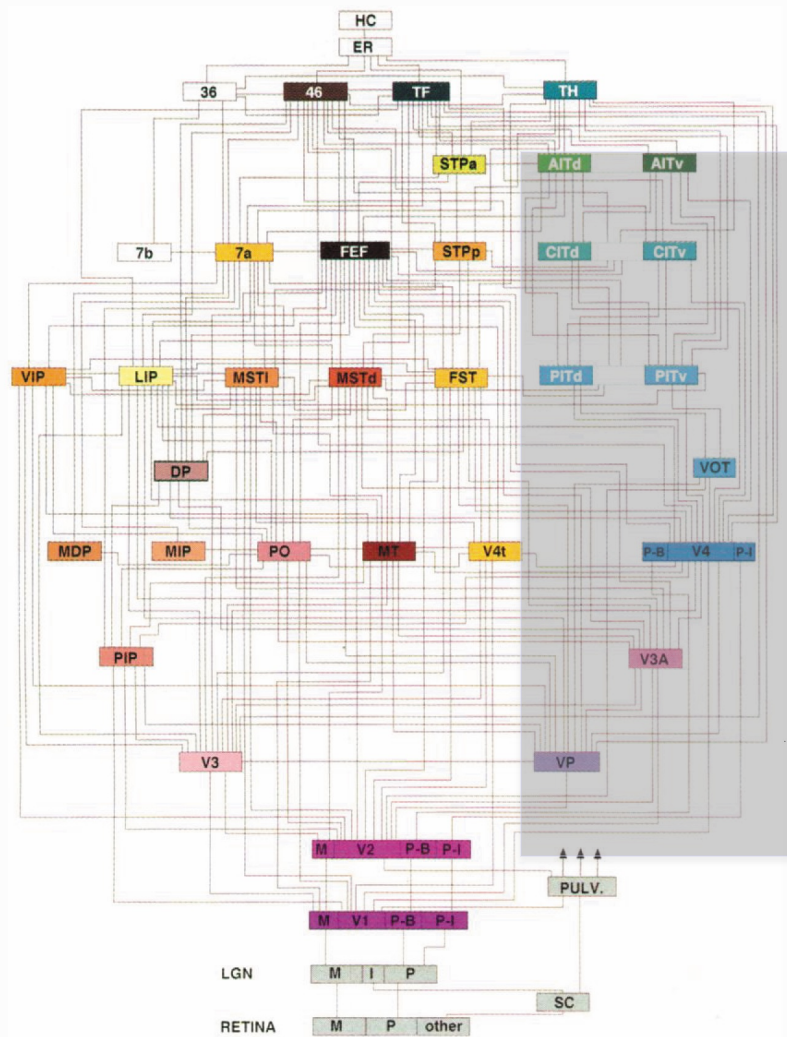 HC
ER
36 46 TF TH
STPa AITd AITv
7b 7a FEF STPp CITd CITv
VIP LIP MSTl MSTd FST PITd PITv
DP VOT
MDP MIP PO MT V4t P-B V4 P-I
PIP V3A
V3 VP
M V2 P-B P-I
PULV.
M V1 P-B P-I
LGN M I P
SC
RETINA M P other